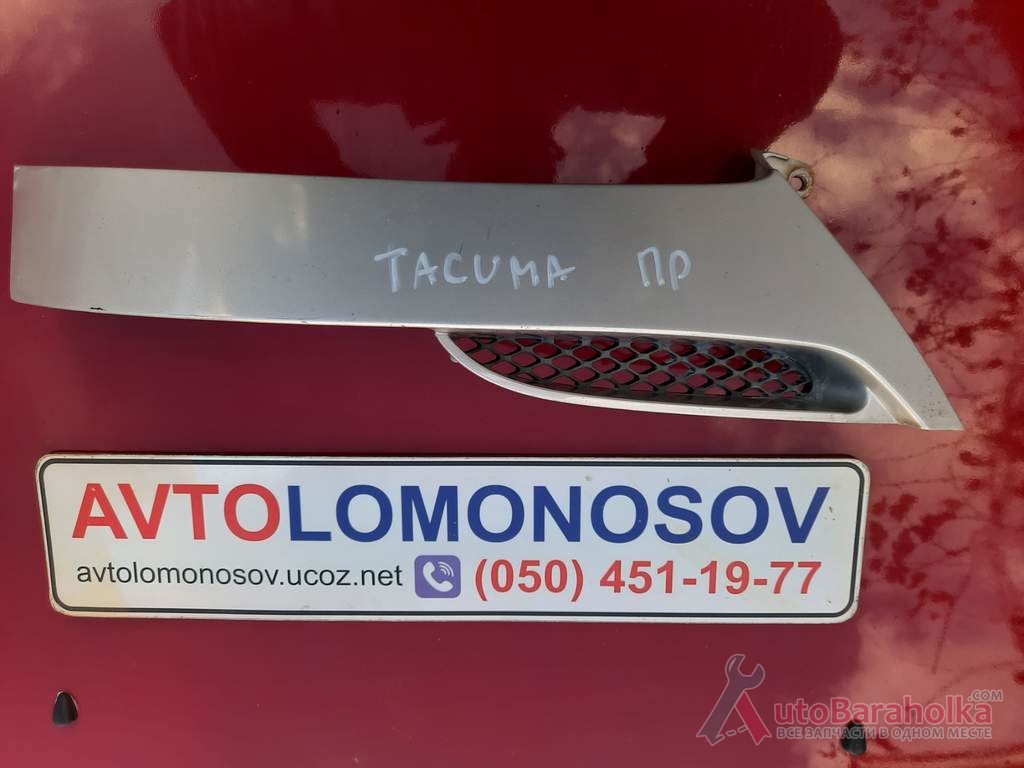 TACUMA ПР
AVTOLOMONOSOV
avtolomonosov.ucoz.net (050) 451-19-77
AutoBaraholka.COM
ВСЕ ЗАПЧАСТИ В ОДНОМ МЕСТЕ